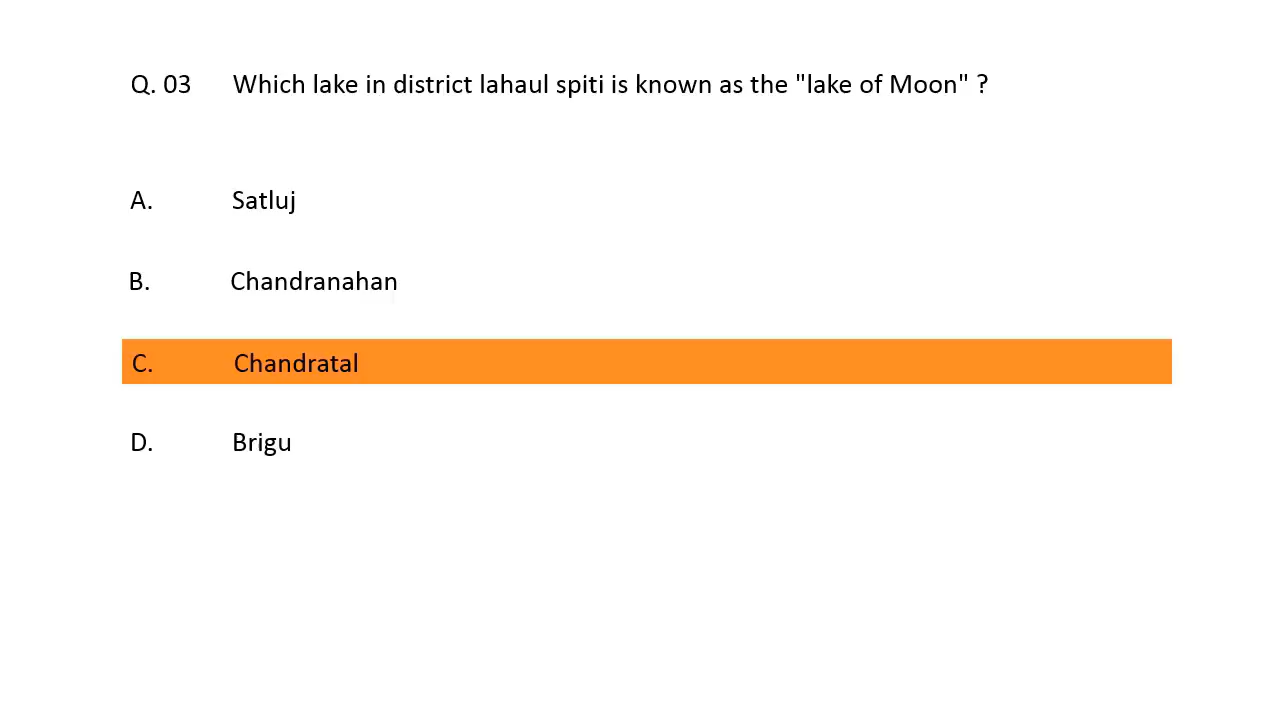 Q. 03 Which lake in district lahaul spiti is known as the "lake of Moon" ?
A. Satluj
B. Chandranahan
C. Chandratal
D. Brigu